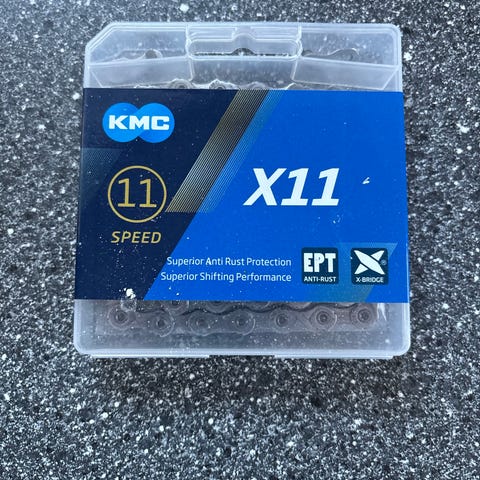 KMC
11
SPEED
X11
Superior Anti Rust Protection
Superior Shifting Performance
EPT
ANTI-RUST
X
X-BRIDGE